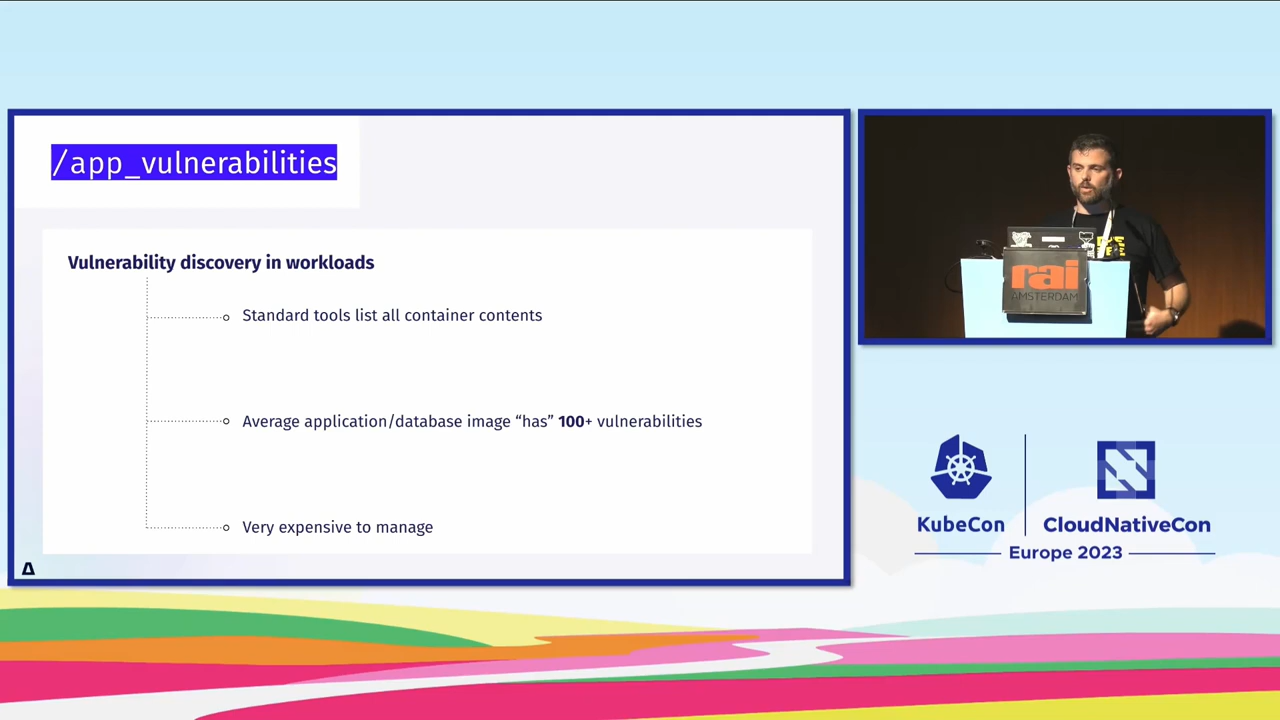 /app_vulnerabilities
Vulnerability discovery in workloads
Standard tools list all container contents
Average application/database image “has” 100+ vulnerabilities
Very expensive to manage
rai
AMSTERDAM
KubeCon
CloudNativeCon
Europe 2023